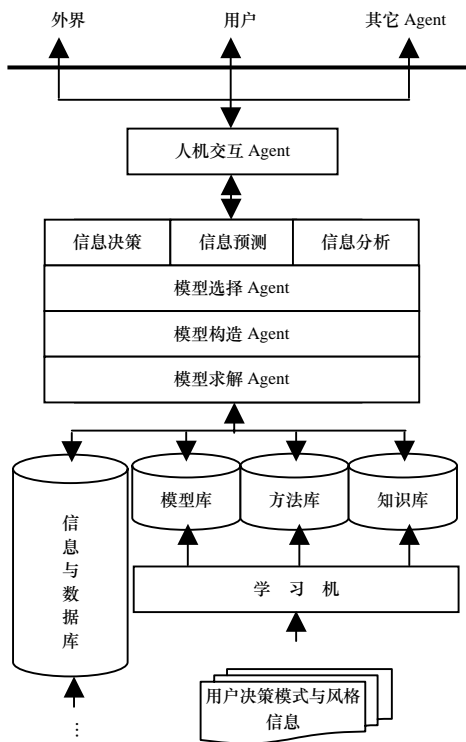 外界 用户 其它 Agent
人机交互 Agent
信息决策 信息预测 信息分析
模型选择 Agent
模型构造 Agent
模型求解 Agent
模型库 方法库 知识库
信
息
与
数
据
库
学 习 机
用户决策模式与风格
信息
…